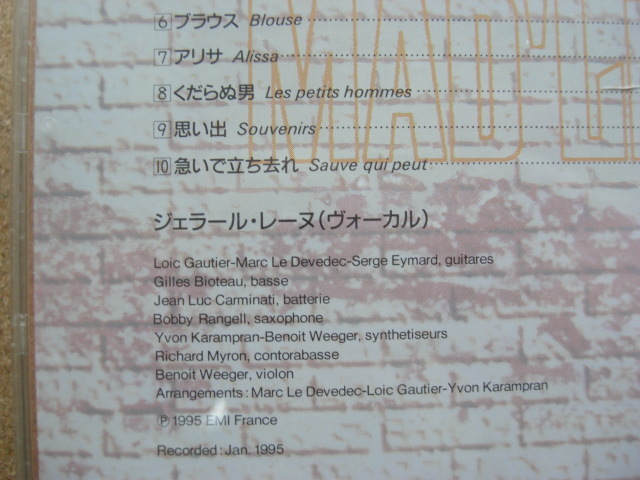 6 ブラウス Blouse
7 アリサ Alissa
8 くだらぬ男 Les petits hommes
9 思い出 Souvenirs
10 急いで立ち去れ Sauve qui peut
ジェラール・レーヌ(ヴォーカル)
Loic Gautier-Marc Le Devedec-Serge Eymard, guitares
Gilles Bioteau, basse
Jean Luc Carminati, batterie
Bobby Rangell, saxophone
Yvon Karampran-Benoit Weeger, synthetiseurs
Richard Myron, contorabasse
Benoit Weeger, violon
Arrangements: Marc Le Devedec-Loic Gautier-Yvon Karampran
Ⓟ 1995 EMI France
Recorded: Jan. 1995